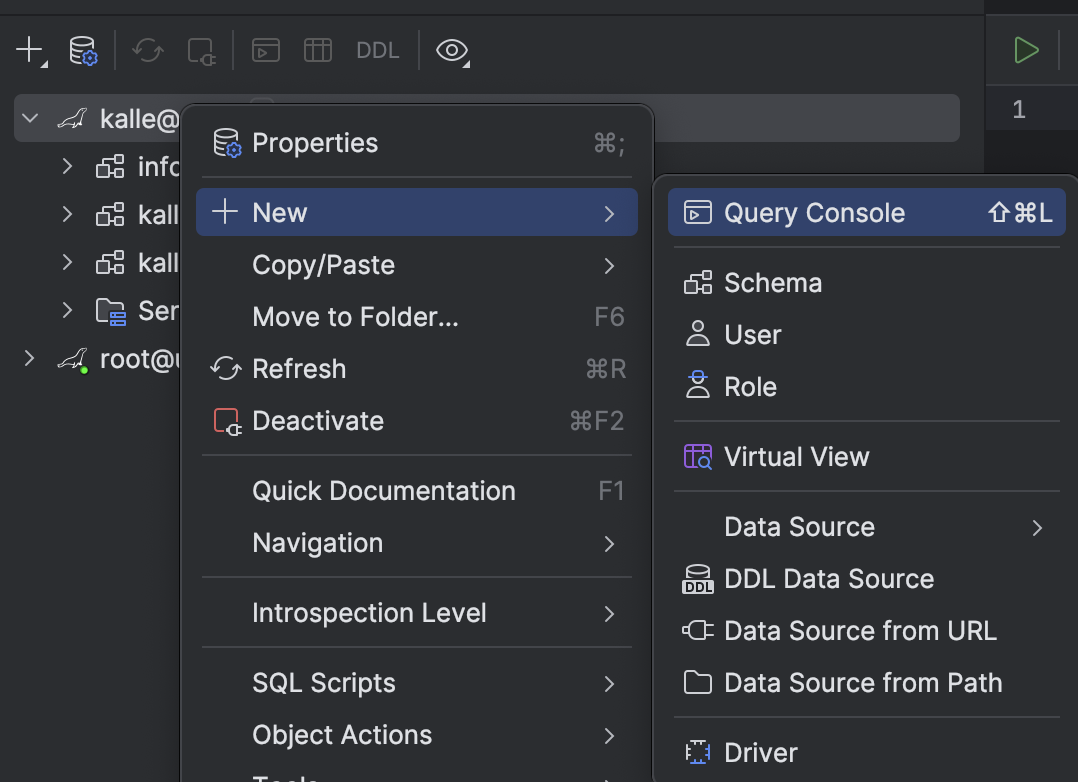 DDL
1
kalle@
Properties ⌘;
New
Copy/Paste
Move to Folder... F6
Refresh ⌘R
Deactivate ⌘F2
Quick Documentation F1
Navigation
Introspection Level
SQL Scripts
Object Actions
Query Console ⇧⌘L
Schema
User
Role
Virtual View
Data Source
DDL Data Source
Data Source from URL
Data Source from Path
Driver
info
kall
kall
Ser
root@